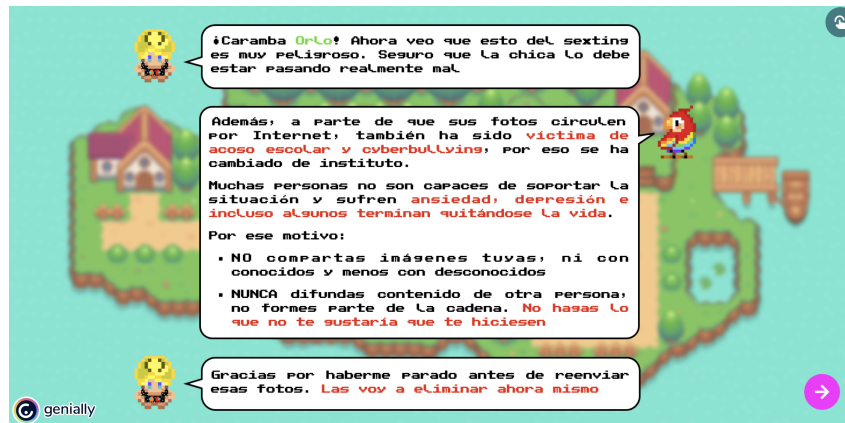 ¡Caramba Orlo! Ahora veo que esto del sexting
es muy peligroso. Seguro que la chica lo debe
estar pasando realmente mal
Además, a parte de que sus fotos circulen
por Internet, también ha sido víctima de
acoso escolar y cyberbullying, por eso se ha
cambiado de instituto.
Muchas personas no son capaces de soportar la
situación y sufren ansiedad, depresión e
incluso algunos terminan quitándose la vida.
Por ese motivo:
• NO compartas imágenes tuyas, ni con
conocidos y menos con desconocidos
• NUNCA difundas contenido de otra persona,
no formes parte de la cadena. No hagas lo
que no te gustaría que te hiciesen
Gracias por haberme parado antes de reenviar
esas fotos. Las voy a eliminar ahora mismo
genially